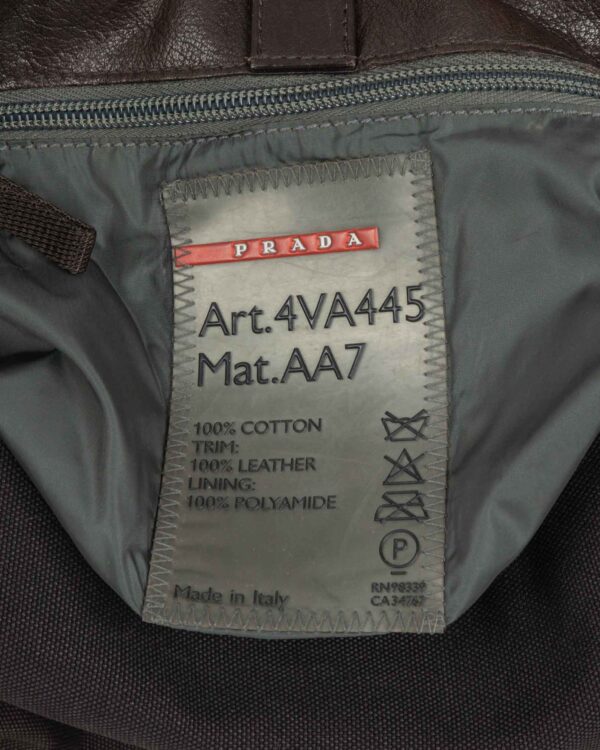 PRADA
Art.4VA445
Mat.AA7
100% COTTON
TRIM:
100% LEATHER
LINING:
100% POLYAMIDE
P
Made in Italy
RN98339
CA34767